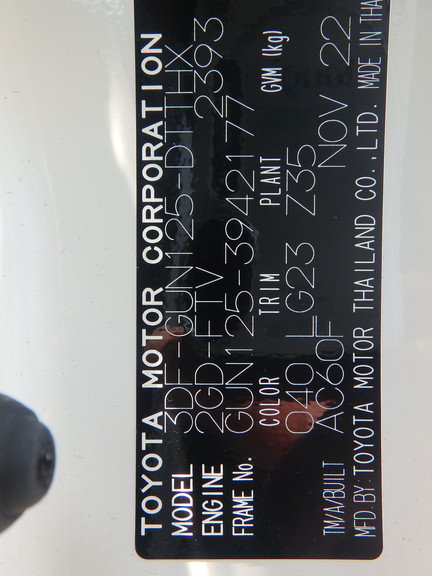 TOYOTA MOTOR CORPORATION
MODEL 3DF-GUN125-DTTHX
ENGINE 2GD-FTV 2393
FRAME No. GUN125-3942177
COLOR TRIM PLANT GVM (kg)
040 LG23 Z35
TM/A/BUILT AC60F NOV 22
MFD.BY:TOYOTA MOTOR THAILAND CO.,LTD. MADE IN THA